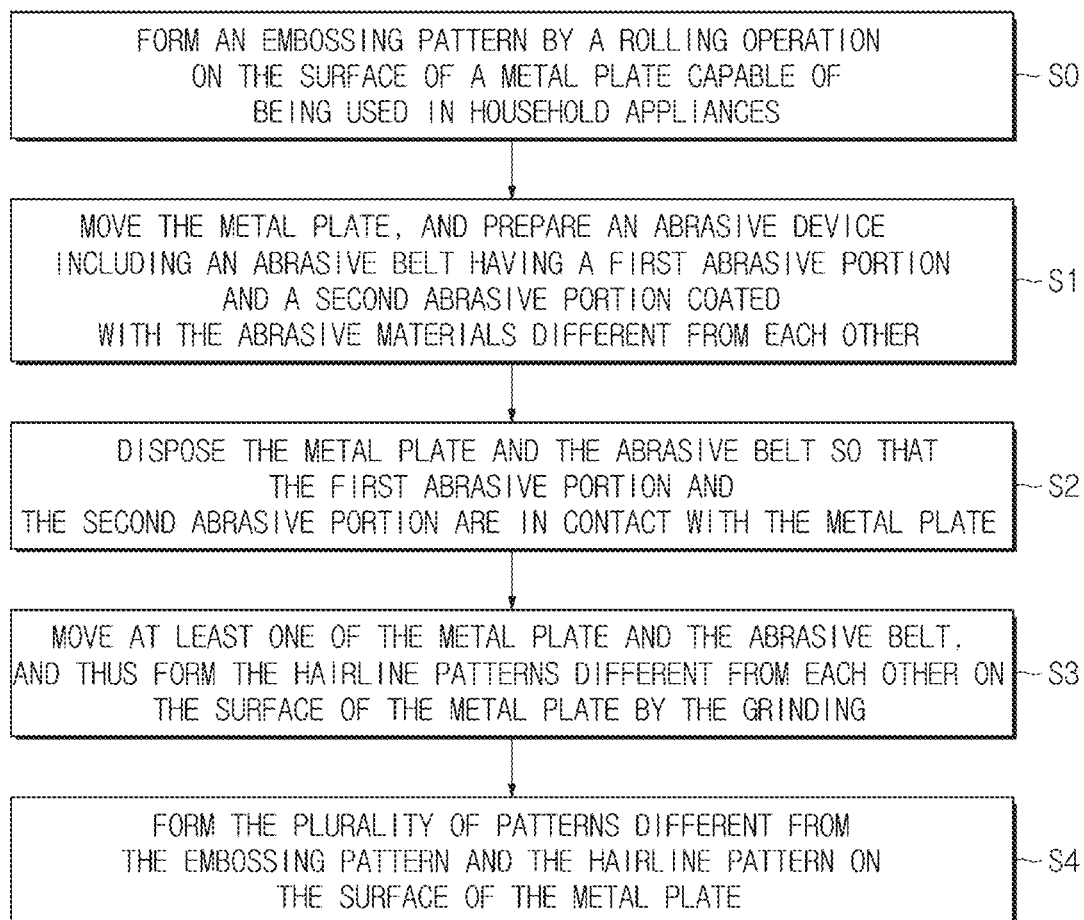 FORM AN EMBOSSING PATTERN BY A ROLLING OPERATION
ON THE SURFACE OF A METAL PLATE CAPABLE OF
BEING USED IN HOUSEHOLD APPLIANCES
S0
MOVE THE METAL PLATE, AND PREPARE AN ABRASIVE DEVICE
INCLUDING AN ABRASIVE BELT HAVING A FIRST ABRASIVE PORTION
AND A SECOND ABRASIVE PORTION COATED
WITH THE ABRASIVE MATERIALS DIFFERENT FROM EACH OTHER
S1
DISPOSE THE METAL PLATE AND THE ABRASIVE BELT SO THAT
THE FIRST ABRASIVE PORTION AND
THE SECOND ABRASIVE PORTION ARE IN CONTACT WITH THE METAL PLATE
S2
MOVE AT LEAST ONE OF THE METAL PLATE AND THE ABRASIVE BELT,
AND THUS FORM THE HAIRLINE PATTERNS DIFFERENT FROM EACH OTHER ON
THE SURFACE OF THE METAL PLATE BY THE GRINDING
S3
FORM THE PLURALITY OF PATTERNS DIFFERENT FROM
THE EMBOSSING PATTERN AND THE HAIRLINE PATTERN ON
THE SURFACE OF THE METAL PLATE
S4